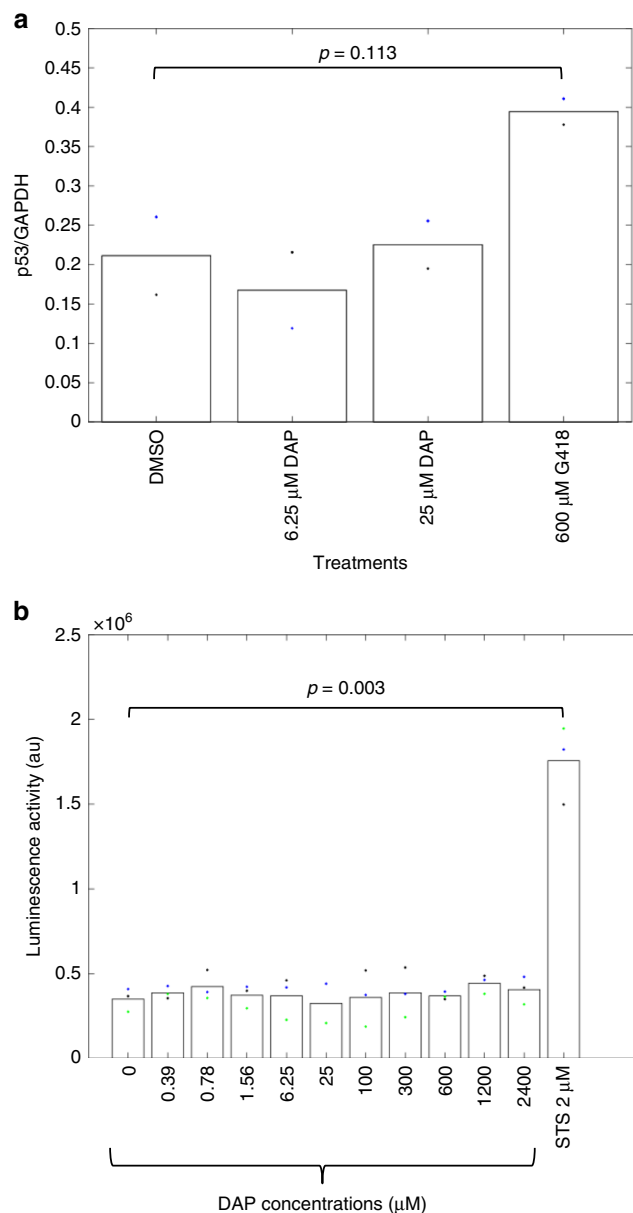 a
0.5
0.45
0.4
0.35
0.3
0.25
0.2
0.15
0.1
0.05
0
p53/GAPDH
p = 0.113
DMSO
6.25 μM DAP
25 μM DAP
600 μM G418
Treatments
b
×10⁶
2.5
2
1.5
1
0.5
0
Luminescence activity (au)
p = 0.003
0
0.39
0.78
1.56
6.25
25
100
300
600
1200
2400
STS 2 μM
DAP concentrations (μM)